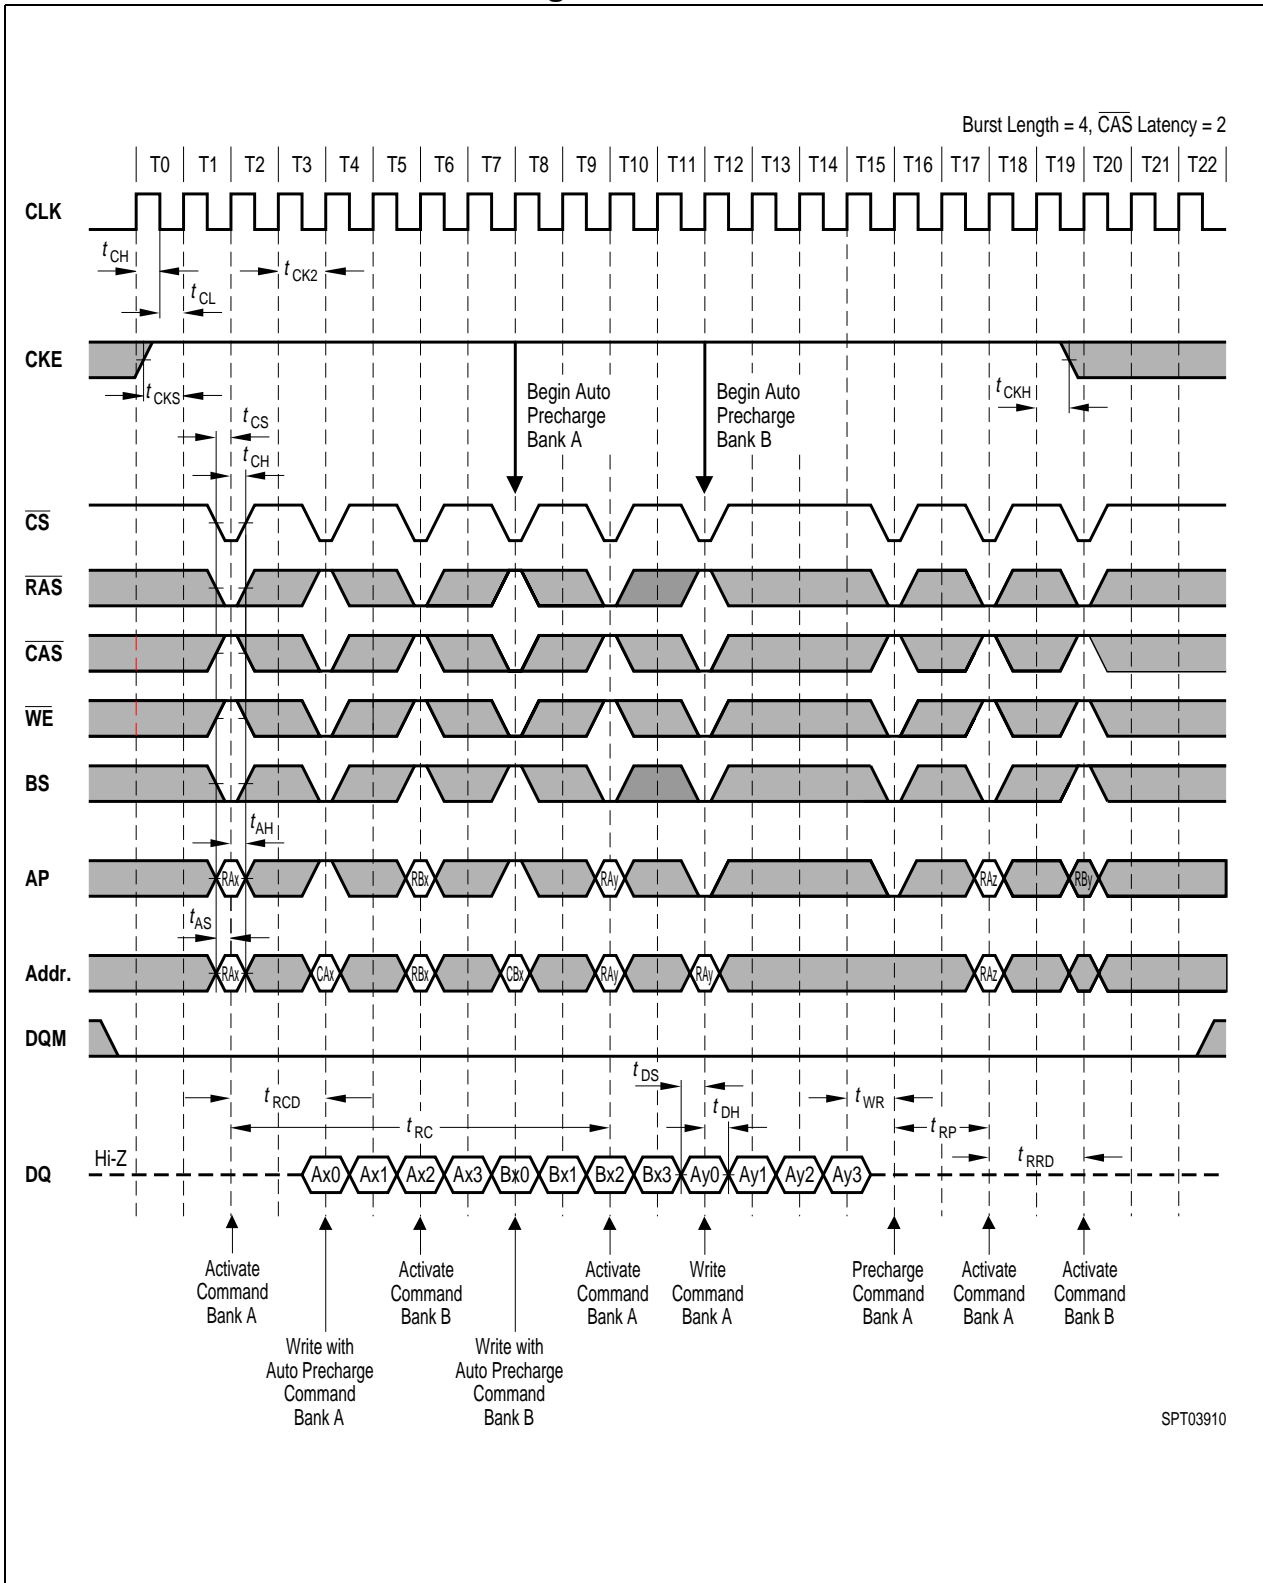 Burst Length = 4, CAS Latency = 2
T0 T1 T2 T3 T4 T5 T6 T7 T8 T9 T10 T11 T12 T13 T14 T15 T16 T17 T18 T19 T20 T21 T22
CLK
tCH
tCK2
tCL
CKE
tCKS
tCKH
Begin Auto
Precharge
Bank A
Begin Auto
Precharge
Bank B
tCS
tCH
CS
RAS
CAS
WE
BS
tAH
AP
RAx RBx RAy RAz RBy
tAS
Addr.
RAx CAx RBx CBx RAy RAy RAz
DQM
tDS
tRCD
tDH
tWR
tRC
tRP
tRRD
Hi-Z
DQ
Ax0 Ax1 Ax2 Ax3 Bx0 Bx1 Bx2 Bx3 Ay0 Ay1 Ay2 Ay3
Activate
Command
Bank A
Activate
Command
Bank B
Activate
Command
Bank A
Write
Command
Bank A
Precharge
Command
Bank A
Activate
Command
Bank A
Activate
Command
Bank B
Write with
Auto Precharge
Command
Bank A
Write with
Auto Precharge
Command
Bank B
SPT03910